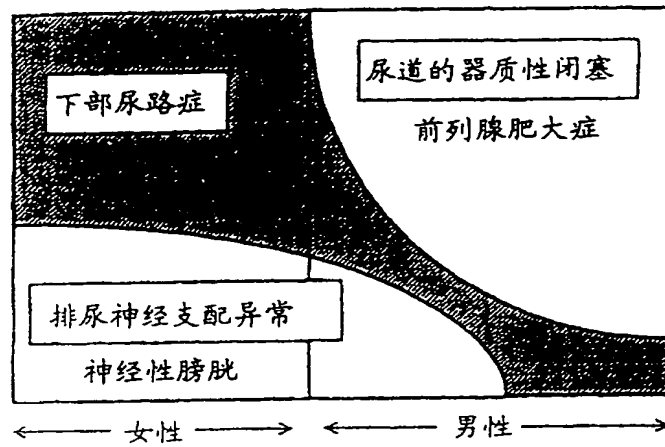 下部尿路症
尿道的器质性闭塞
前列腺肥大症
排尿神经支配异常
神经性膀胱
女性
男性